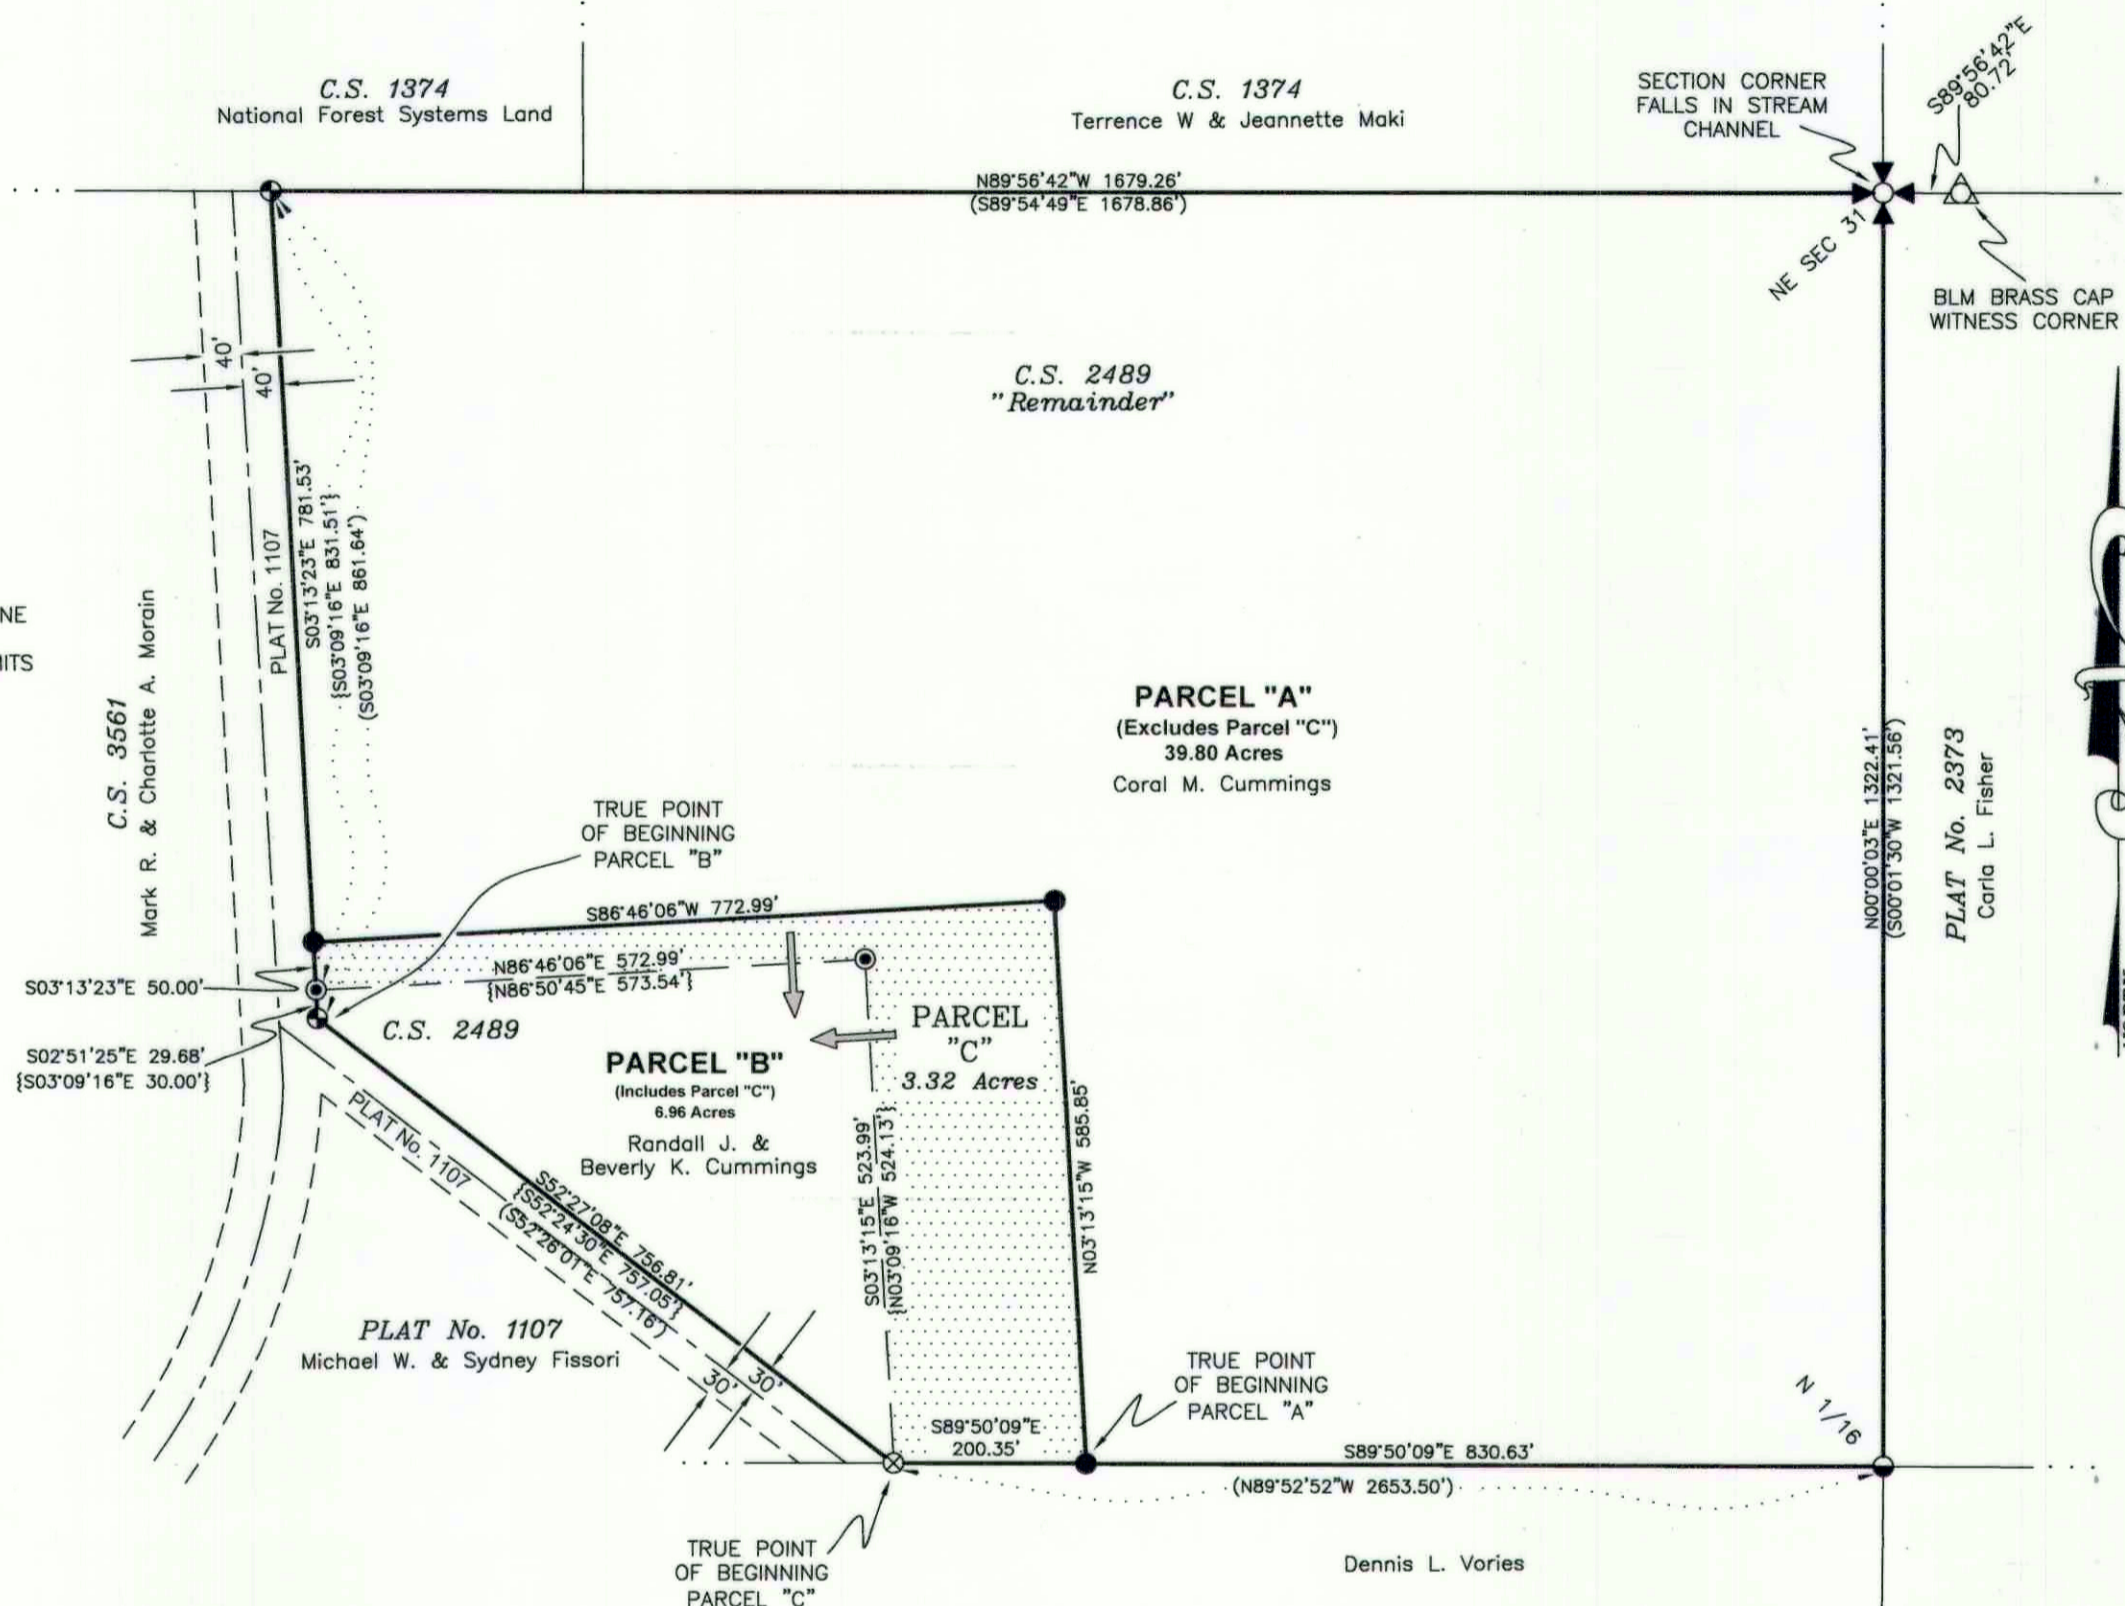 C.S. 1374
National Forest Systems Land
C.S. 1374
Terrence W & Jeannette Maki
SECTION CORNER
FALLS IN STREAM
CHANNEL
S89°56'42"E
80.72'
N89°56'42"W 1679.26'
(S89°54'49"E 1678.86')
NE SEC 31
BLM BRASS CAP
WITNESS CORNER
40'
40'
C.S. 2489
"Remainder"
PLAT No. 1107
S03°13'23"E 781.53'
{S03°09'16"E 831.51'}
(S03°09'16"E 861.64')
C.S. 3561
Mark R. & Charlotte A. Morain
NE
PARCEL "A"
(Excludes Parcel "C")
39.80 Acres
Coral M. Cummings
N00°00'03"E 1322.41'
(S00°01'30"W 1321.56')
PLAT No. 2373
Carla L. Fisher
TRUE POINT
OF BEGINNING
PARCEL "B"
S86°46'06"W 772.99'
N86°46'06"E 572.99'
{N86°50'45"E 573.54'}
S03°13'23"E 50.00'
S02°51'25"E 29.68'
{S03°09'16"E 30.00'}
C.S. 2489
PARCEL "B"
(Includes Parcel "C")
6.96 Acres
Randall J. &
Beverly K. Cummings
PARCEL
"C"
3.32 Acres
S03°13'15"E 523.99'
{N03°09'16"W 524.13'}
N03°13'15"W 585.85'
PLAT No. 1107
S52°27'08"E 756.81'
{S52°24'30"E 757.05'}
(S52°26'01"E 757.16')
PLAT No. 1107
Michael W. & Sydney Fissori
30'
30'
TRUE POINT
OF BEGINNING
PARCEL "A"
N 1/16
S89°50'09"E
200.35'
S89°50'09"E 830.63'
(N89°52'52"W 2653.50')
TRUE POINT
OF BEGINNING
PARCEL "C"
Dennis L. Vories